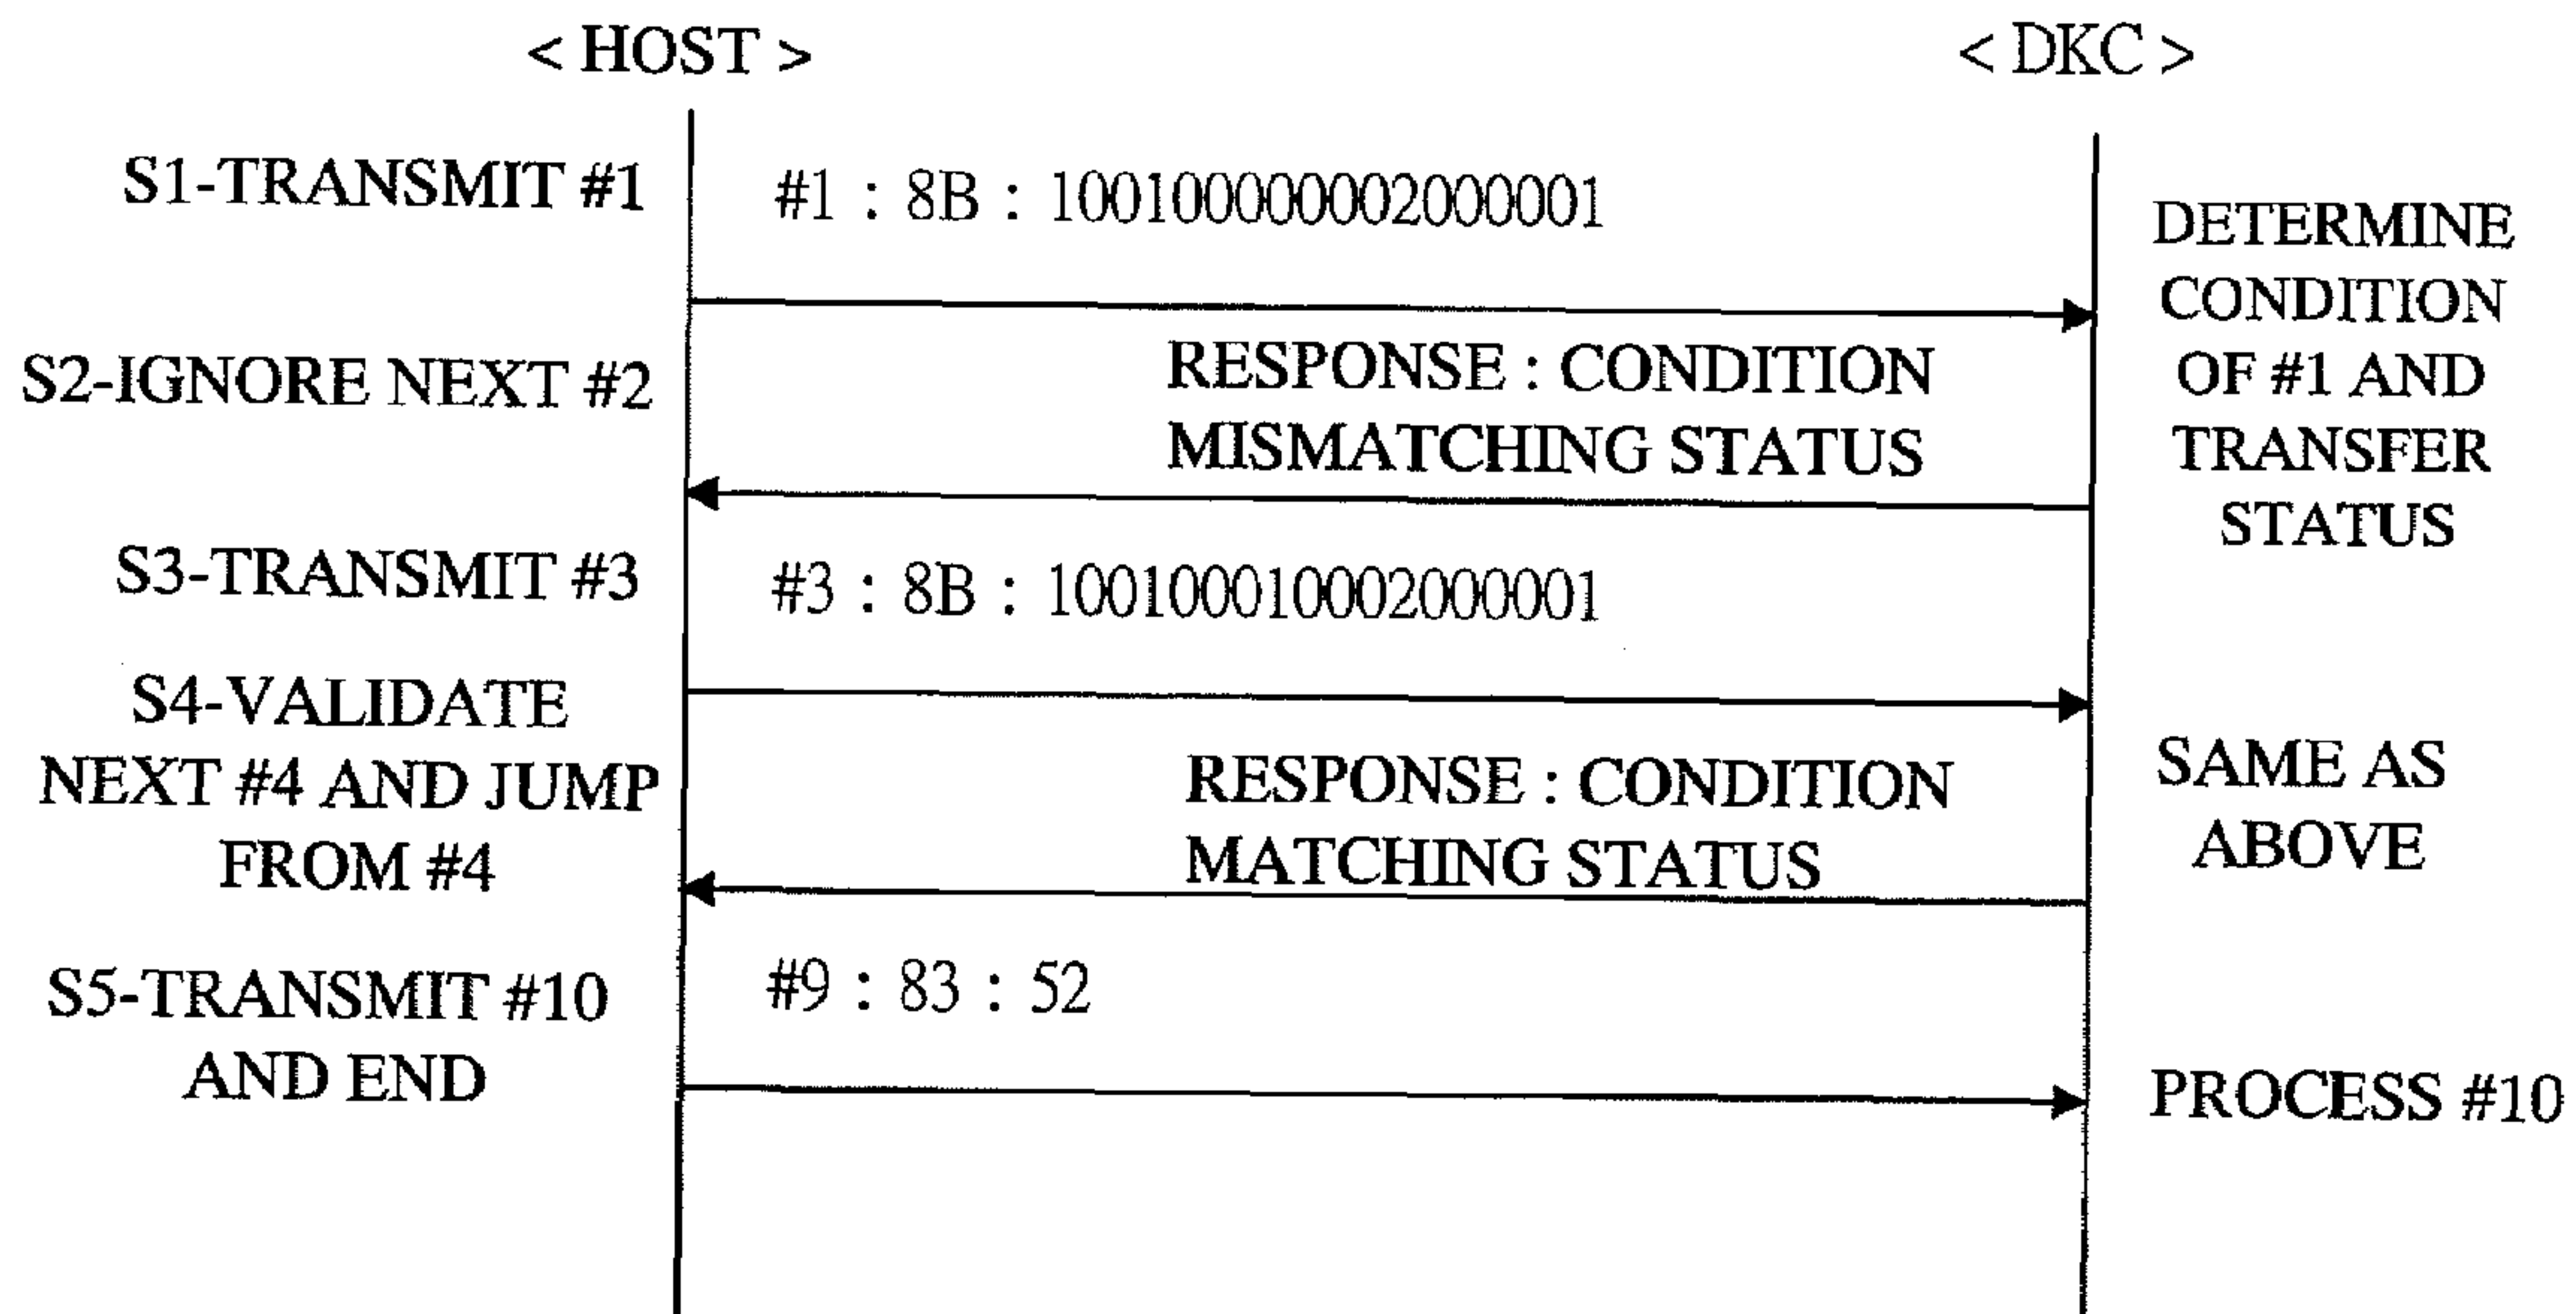 < HOST >
< DKC >
S1-TRANSMIT #1
#1 : 8B : 100100000002000001
DETERMINE
CONDITION
OF #1 AND
TRANSFER
STATUS
S2-IGNORE NEXT #2
RESPONSE : CONDITION
MISMATCHING STATUS
S3-TRANSMIT #3
#3 : 8B : 100100010002000001
S4-VALIDATE
NEXT #4 AND JUMP
FROM #4
RESPONSE : CONDITION
MATCHING STATUS
SAME AS
ABOVE
S5-TRANSMIT #10
AND END
#9 : 83 : 52
PROCESS #10